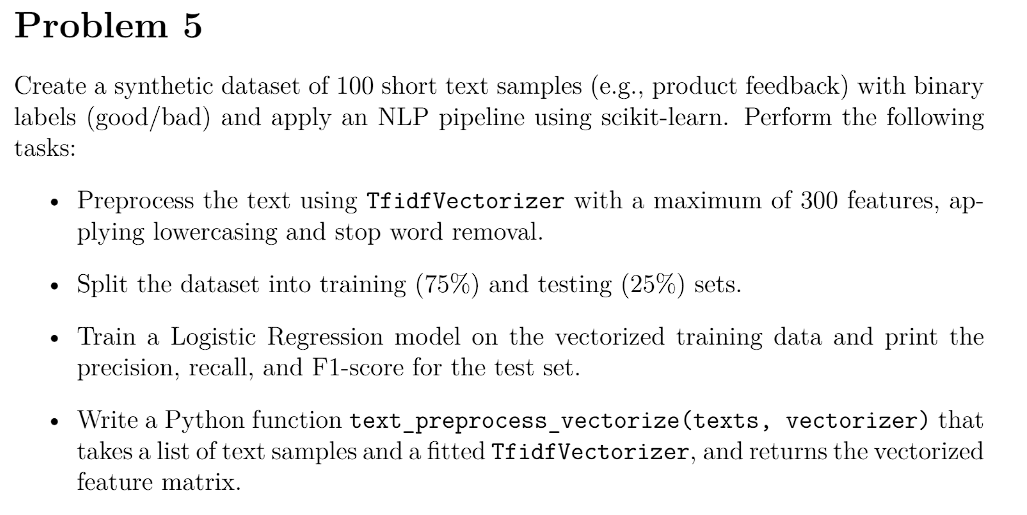 Problem 5
Create a synthetic dataset of 100 short text samples (e.g., product feedback) with binary
labels (good/bad) and apply an NLP pipeline using scikit-learn. Perform the following
tasks:
• Preprocess the text using TfidfVectorizer with a maximum of 300 features, ap-
plying lowercasing and stop word removal.
• Split the dataset into training (75%) and testing (25%) sets.
• Train a Logistic Regression model on the vectorized training data and print the
precision, recall, and F1-score for the test set.
• Write a Python function text_preprocess_vectorize(texts, vectorizer) that
takes a list of text samples and a fitted TfidfVectorizer, and returns the vectorized
feature matrix.